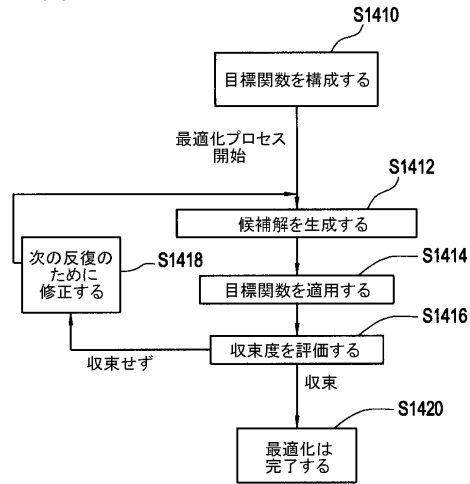 S1410
目標関数を構成する
最適化プロセス
開始
S1412
候補解を生成する
次の反復の
ために
修正する
S1418
S1414
目標関数を適用する
S1416
収束度を評価する
収束せず
収束
S1420
最適化は
完了する